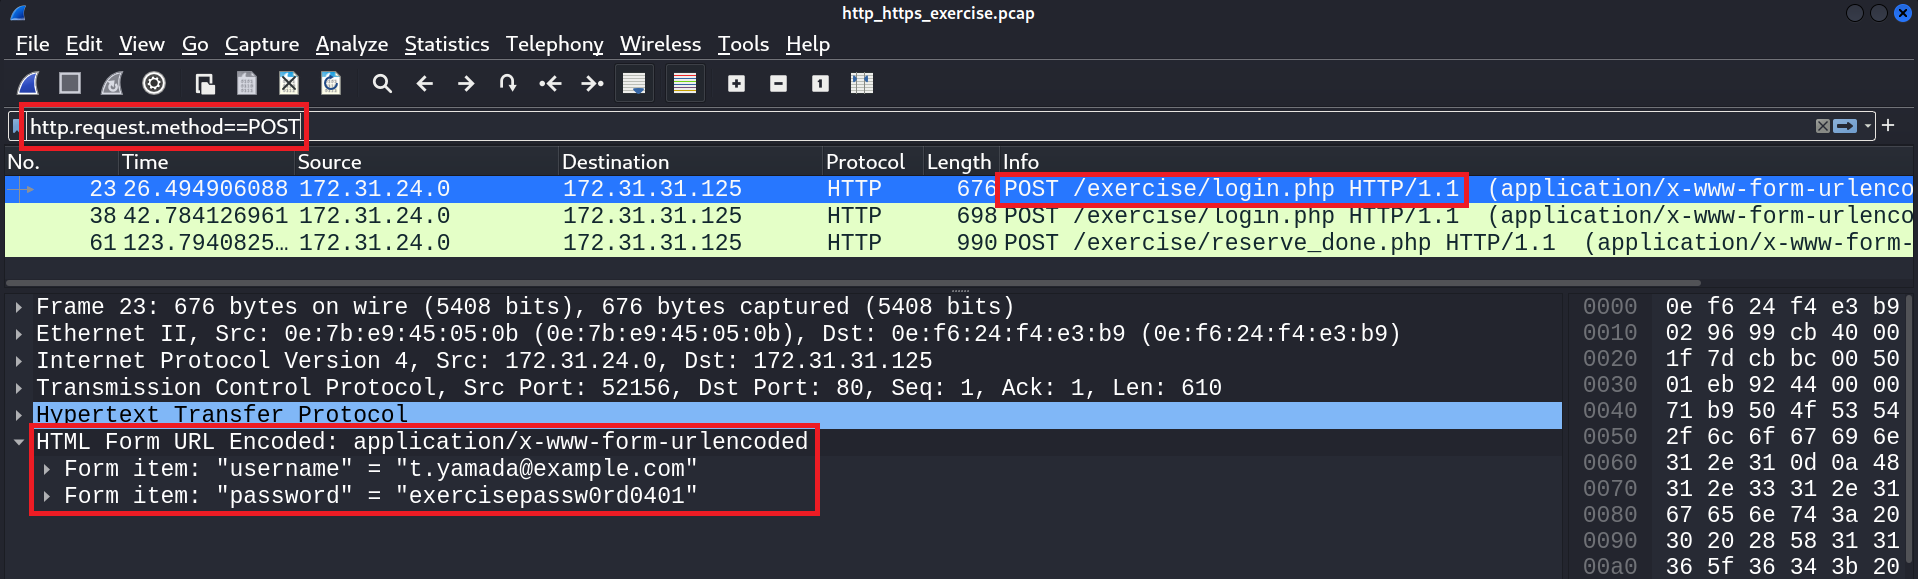 http_https_exercise.pcap
File Edit View Go Capture Analyze Statistics Telephony Wireless Tools Help
http.request.method==POST
No. Time Source Destination Protocol Length Info
23 26.494906088 172.31.24.0 172.31.31.125 HTTP 676 POST /exercise/login.php HTTP/1.1 (application/x-www-form-urlenco
38 42.784126961 172.31.24.0 172.31.31.125 HTTP 698 POST /exercise/login.php HTTP/1.1 (application/x-www-form-urlenco
61 123.7940825… 172.31.24.0 172.31.31.125 HTTP 990 POST /exercise/reserve_done.php HTTP/1.1 (application/x-www-form-
Frame 23: 676 bytes on wire (5408 bits), 676 bytes captured (5408 bits)
Ethernet II, Src: 0e:7b:e9:45:05:0b (0e:7b:e9:45:05:0b), Dst: 0e:f6:24:f4:e3:b9 (0e:f6:24:f4:e3:b9)
Internet Protocol Version 4, Src: 172.31.24.0, Dst: 172.31.31.125
Transmission Control Protocol, Src Port: 52156, Dst Port: 80, Seq: 1, Ack: 1, Len: 610
Hypertext Transfer Protocol
HTML Form URL Encoded: application/x-www-form-urlencoded
Form item: "username" = "t.yamada@example.com"
Form item: "password" = "exercisepassw0rd0401"
0000 0e f6 24 f4 e3 b9
0010 02 96 99 cb 40 00
0020 1f 7d cb bc 00 50
0030 01 eb 92 44 00 00
0040 71 b9 50 4f 53 54
0050 2f 6c 6f 67 69 6e
0060 31 2e 31 0d 0a 48
0070 31 2e 33 31 2e 31
0080 67 65 6e 74 3a 20
0090 30 20 28 58 31 31
00a0 36 5f 36 34 3b 20